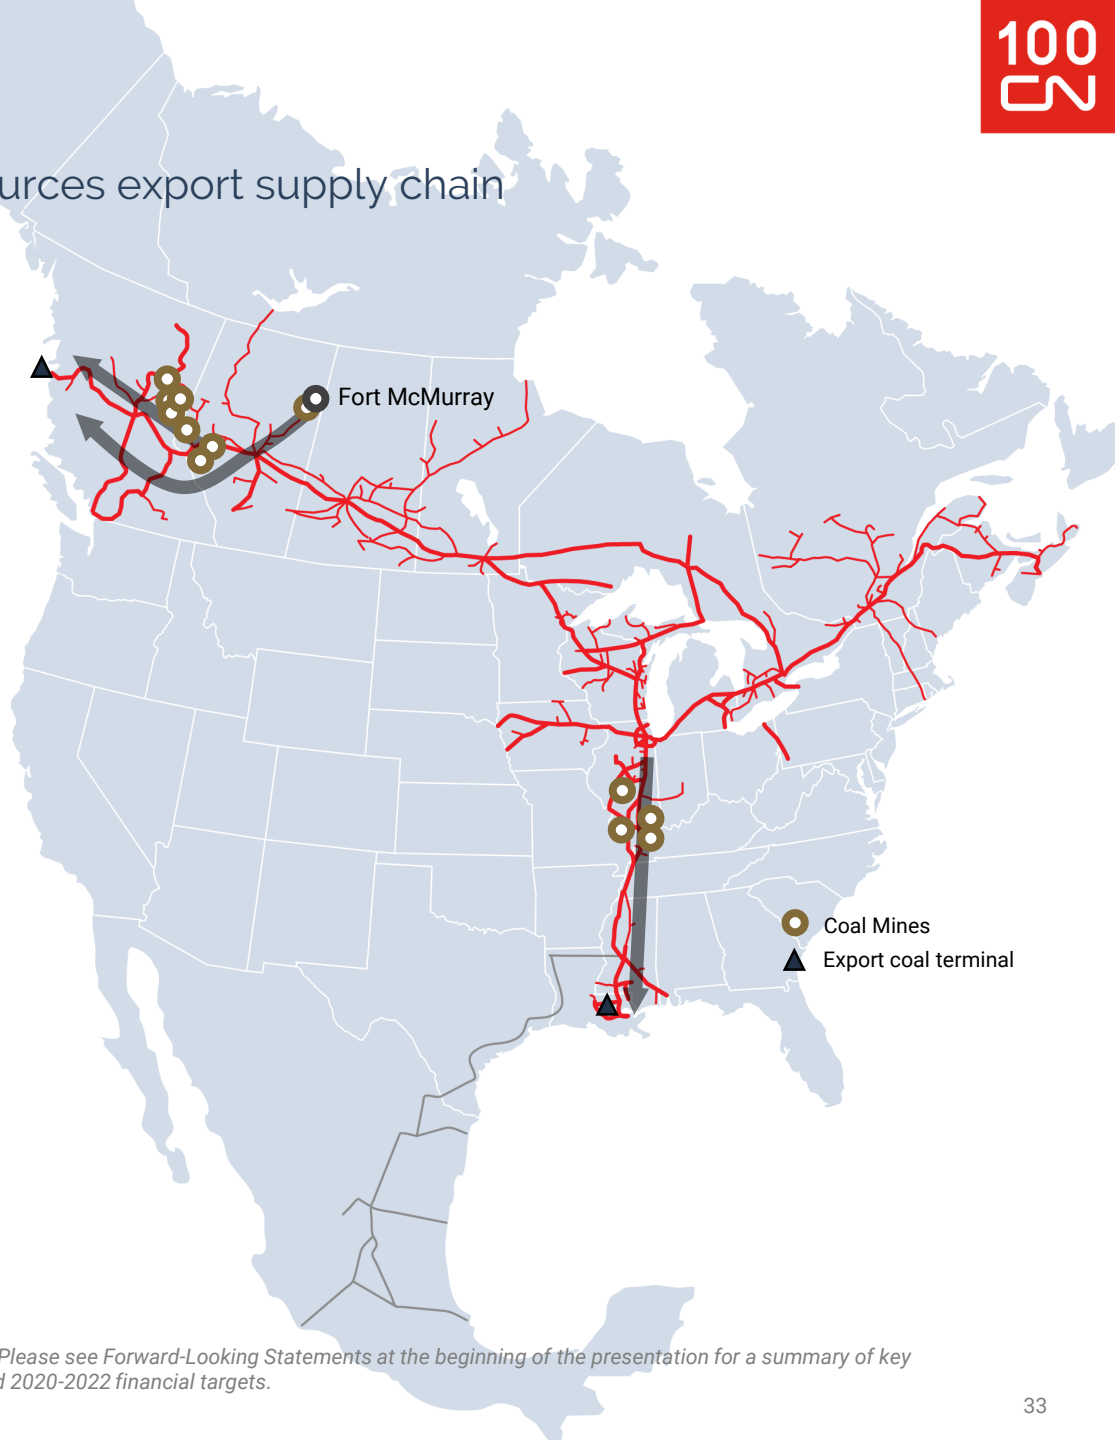 100
CN
urces export supply chain
Fort McMurray
Coal Mines
Export coal terminal
Please see Forward-Looking Statements at the beginning of the presentation for a summary of key
d 2020-2022 financial targets.
33